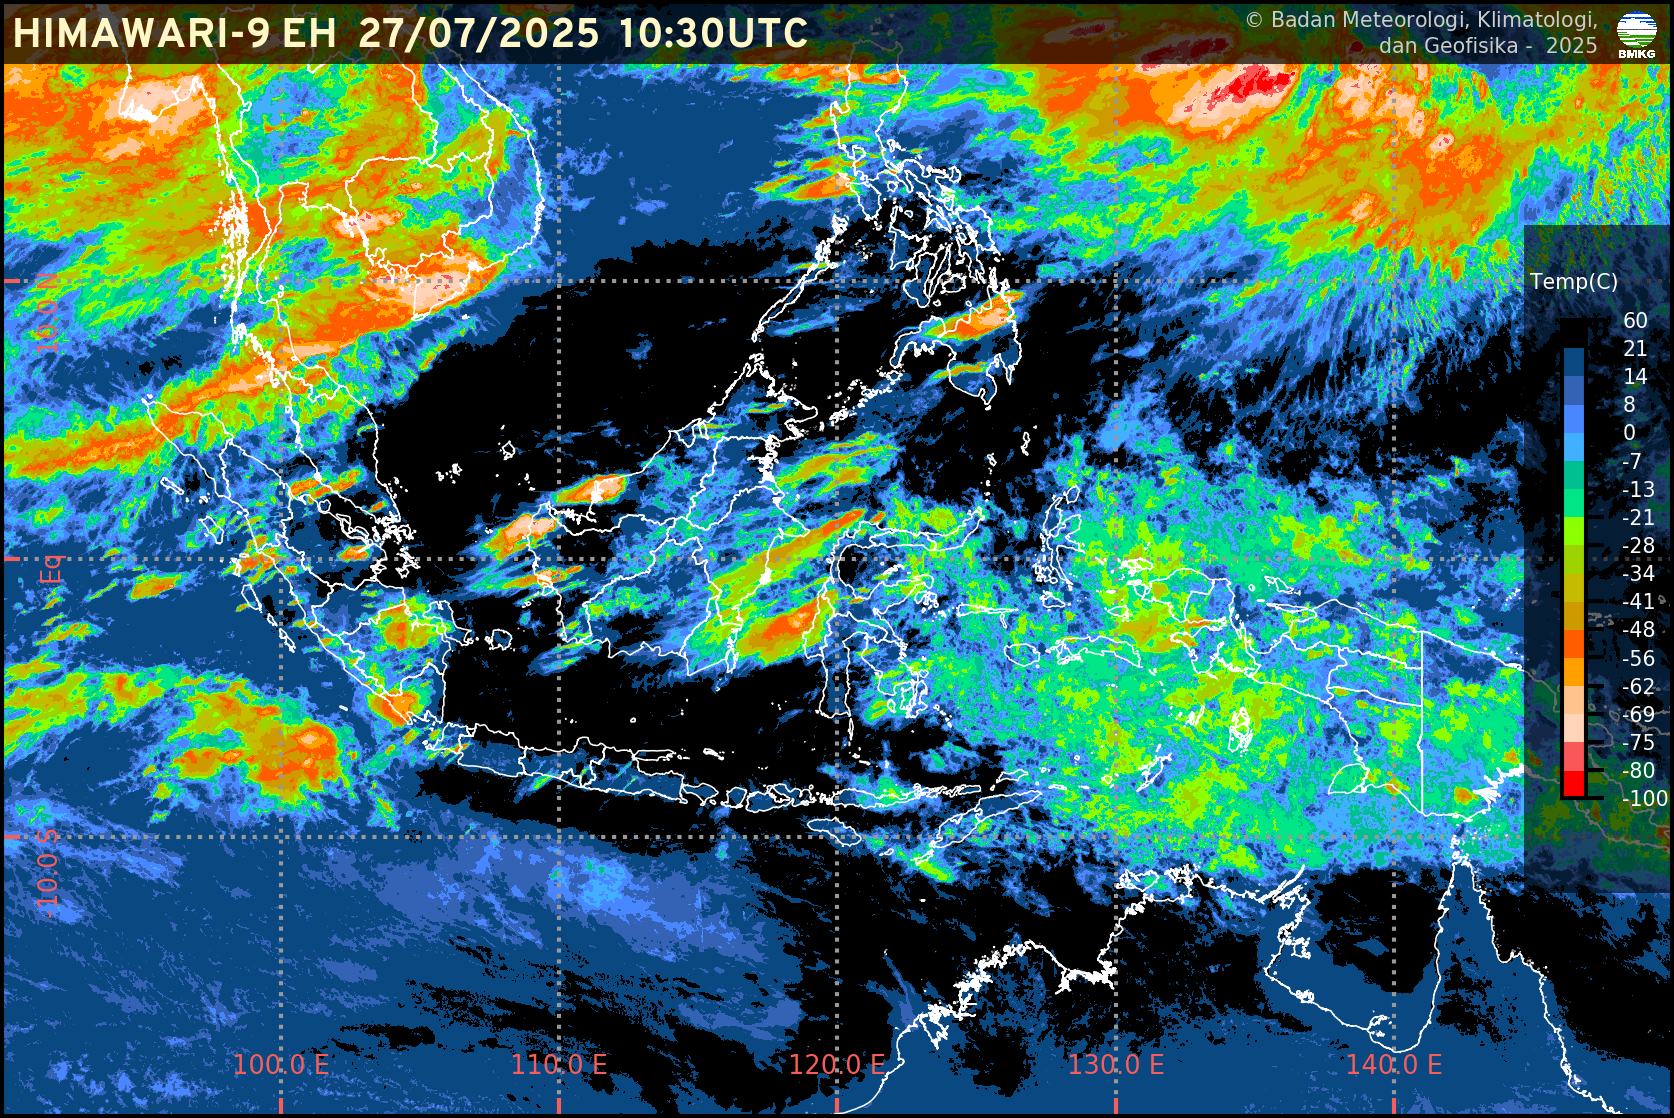 HIMAWARI-9 EH 27/07/2025 10:30UTC
© Badan Meteorologi, Klimatologi,
dan Geofisika - 2025
BMKG
10.0 N
Eq
-10.0 S
Temp(C)
60
21
14
8
0
-7
-13
-21
-28
-34
-41
-48
-56
-62
-69
-75
-80
-100
100.0 E
110.0 E
120.0 E
130.0 E
140.0 E